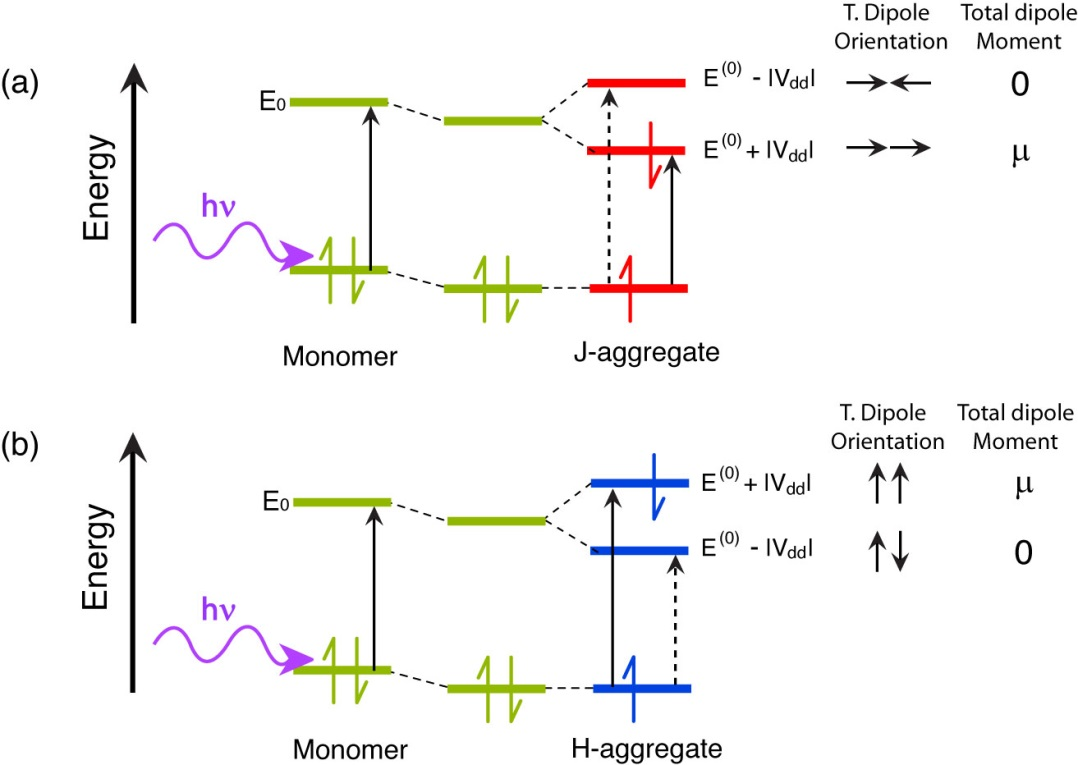 T. Dipole Total dipole
Orientation Moment
(a)
E⁽⁰⁾ - |Vdd| 0
E0
E⁽⁰⁾ + |Vdd| μ
Energy
hν
Monomer J-aggregate
T. Dipole Total dipole
Orientation Moment
(b)
E⁽⁰⁾ + |Vdd| μ
E0
E⁽⁰⁾ - |Vdd| 0
Energy
hν
Monomer H-aggregate